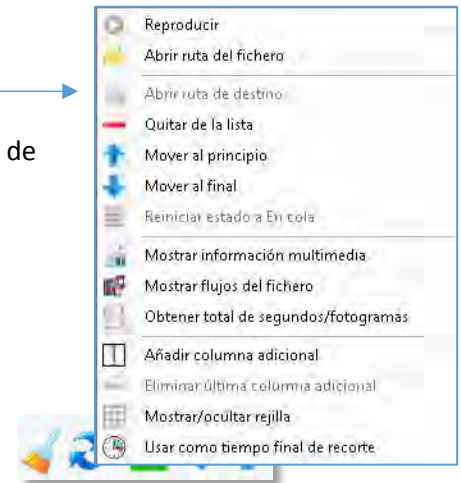 Reproducir
Abrir ruta del fichero
Abrir ruta de destino
Quitar de la lista
de
Mover al principio
Mover al final
Reiniciar estado a En cola
Mostrar información multimedia
Mostrar flujos del fichero
Obtener total de segundos/fotogramas
Añadir columna adicional
Eliminar última columna adicional
Mostrar/ocultar rejilla
Usar como tiempo final de recorte